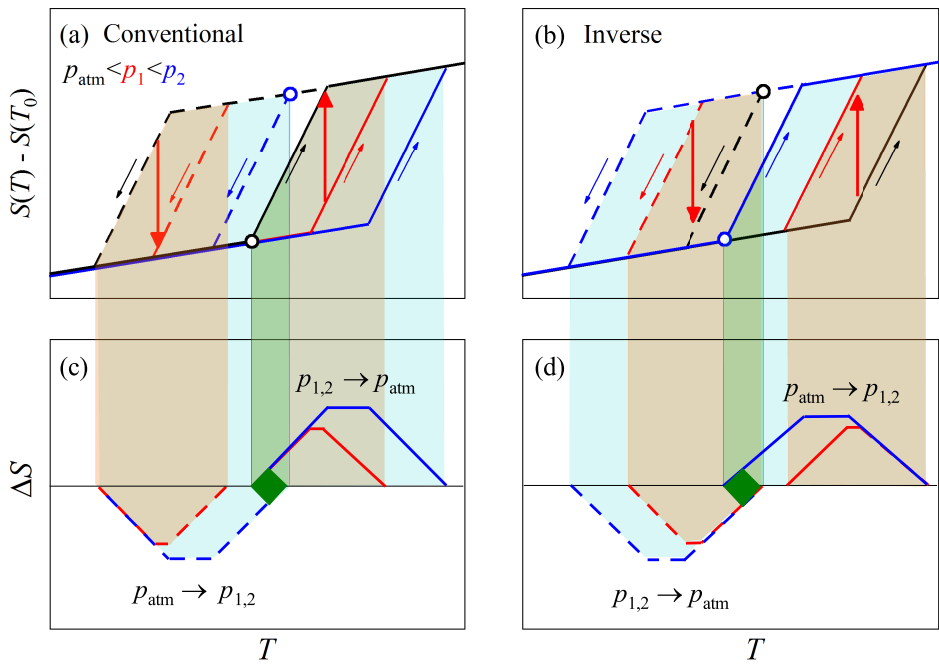 (a) Conventional
p_atm<p_1<p_2
(b) Inverse
S(T) - S(T_0)
(c)
p_1,2 → p_atm
p_atm → p_1,2
(d)
p_atm → p_1,2
p_1,2 → p_atm
ΔS
T
T